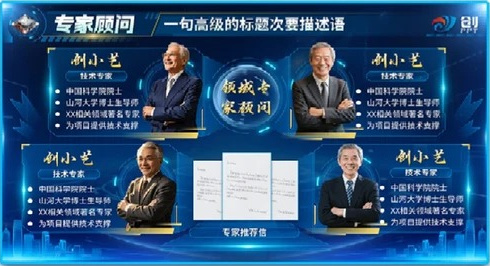 专家顾问
一句高级的标题次要描述语
创
创小艺
技术专家
中国科学院院士
山河大学博士生导师
XX相关领域著名专家
为项目提供技术支撑
领域专
家顾问
创小艺
技术专家
中国科学院院士
山河大学博士生导师
XX相关领域著名专家
为项目提供技术支撑
创小艺
技术专家
中国科学院院士
山河大学博士生导师
XX相关领域著名专家
为项目提供技术支撑
专家推荐信
创小艺
技术专家
中国科学院院士
山河大学博士生导师
XX相关领域著名专家
为项目提供技术支撑